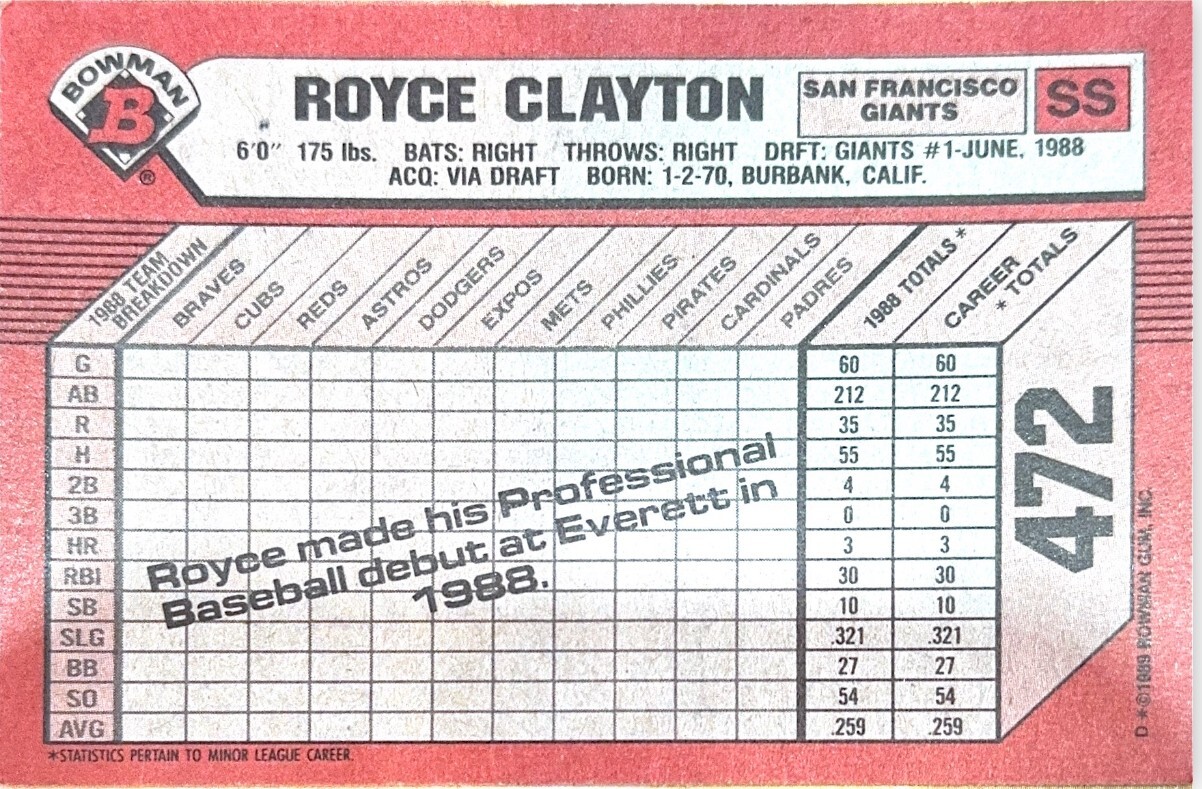 BOWMAN
B
®
ROYCE CLAYTON
SAN FRANCISCO
GIANTS
SS
6'0" 175 lbs. BATS: RIGHT THROWS: RIGHT DRFT: GIANTS #1-JUNE, 1988
ACQ: VIA DRAFT BORN: 1-2-70, BURBANK, CALIF.
1988 TEAM
BREAKDOWN
BRAVES
CUBS
REDS
ASTROS
DODGERS
EXPOS
METS
PHILLIES
PIRATES
CARDINALS
PADRES
1988 TOTALS *
CAREER
* TOTALS
G 60 60
AB 212 212
R 35 35
H 55 55
2B 4 4
3B 0 0
HR 3 3
RBI 30 30
SB 10 10
SLG .321 .321
BB 27 27
SO 54 54
AVG .259 .259
Royce made his Professional
Baseball debut at Everett in
1988.
472
D *©1989 BOWMAN GUM, INC.
*STATISTICS PERTAIN TO MINOR LEAGUE CAREER.